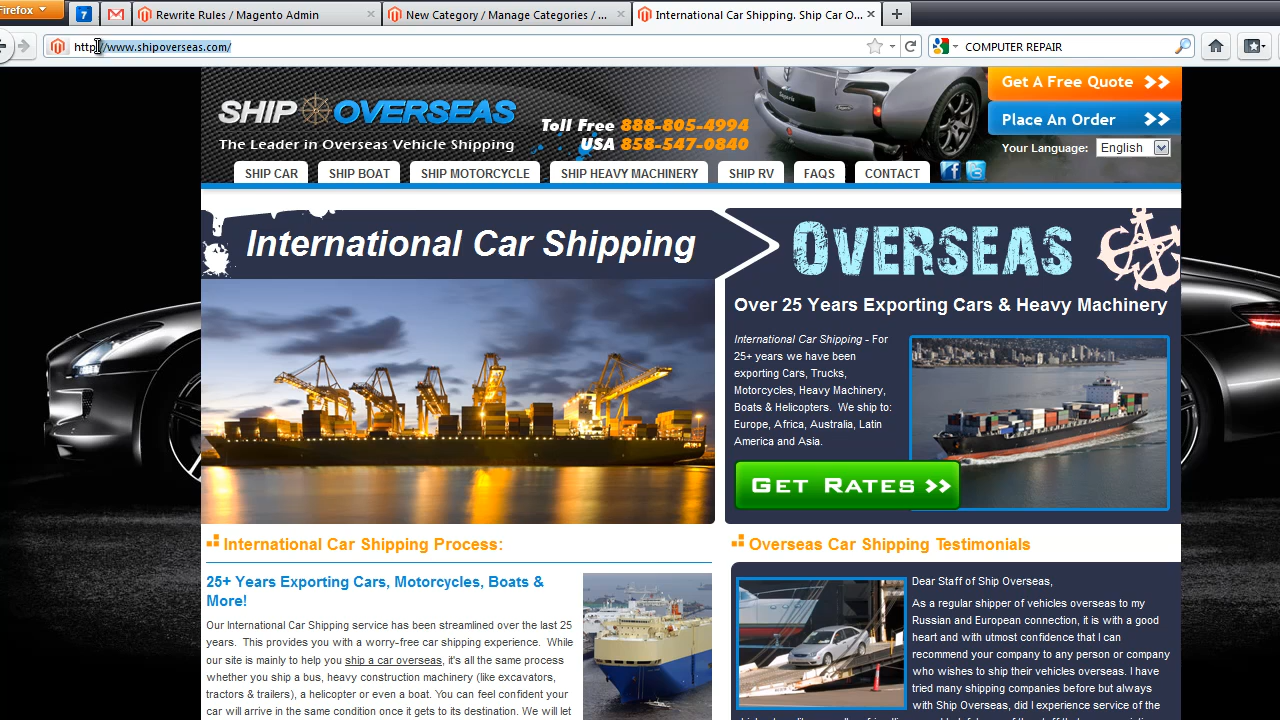 Firefox
7
Rewrite Rules / Magento Admin
New Category / Manage Categories / ...
International Car Shipping. Ship Car O...
http://www.shipoverseas.com/
COMPUTER REPAIR
SHIP OVERSEAS
The Leader in Overseas Vehicle Shipping
Toll Free 888-805-4994
USA 858-547-0840
Get A Free Quote
Place An Order
Your Language: English
SHIP CAR
SHIP BOAT
SHIP MOTORCYCLE
SHIP HEAVY MACHINERY
SHIP RV
FAQS
CONTACT
International Car Shipping
OVERSEAS
Over 25 Years Exporting Cars & Heavy Machinery
International Car Shipping - For
25+ years we have been
exporting Cars, Trucks,
Motorcycles, Heavy Machinery,
Boats & Helicopters. We ship to:
Europe, Africa, Australia, Latin
America and Asia.
GET RATES >>
International Car Shipping Process:
25+ Years Exporting Cars, Motorcycles, Boats &
More!
Our International Car Shipping service has been streamlined over the last 25
years. This provides you with a worry-free car shipping experience. While
our site is mainly to help you ship a car overseas, it's all the same process
whether you ship a bus, heavy construction machinery (like excavators,
tractors & trailers), a helicopter or even a boat. You can feel confident your
car will arrive in the same condition once it gets to its destination. We will let
Overseas Car Shipping Testimonials
Dear Staff of Ship Overseas,
As a regular shipper of vehicles overseas to my
Russian and European connection, it is with a good
heart and with utmost confidence that I can
recommend your company to any person or company
who wishes to ship their vehicles overseas. I have
tried many shipping companies before but always
with Ship Overseas, did I experience service of the